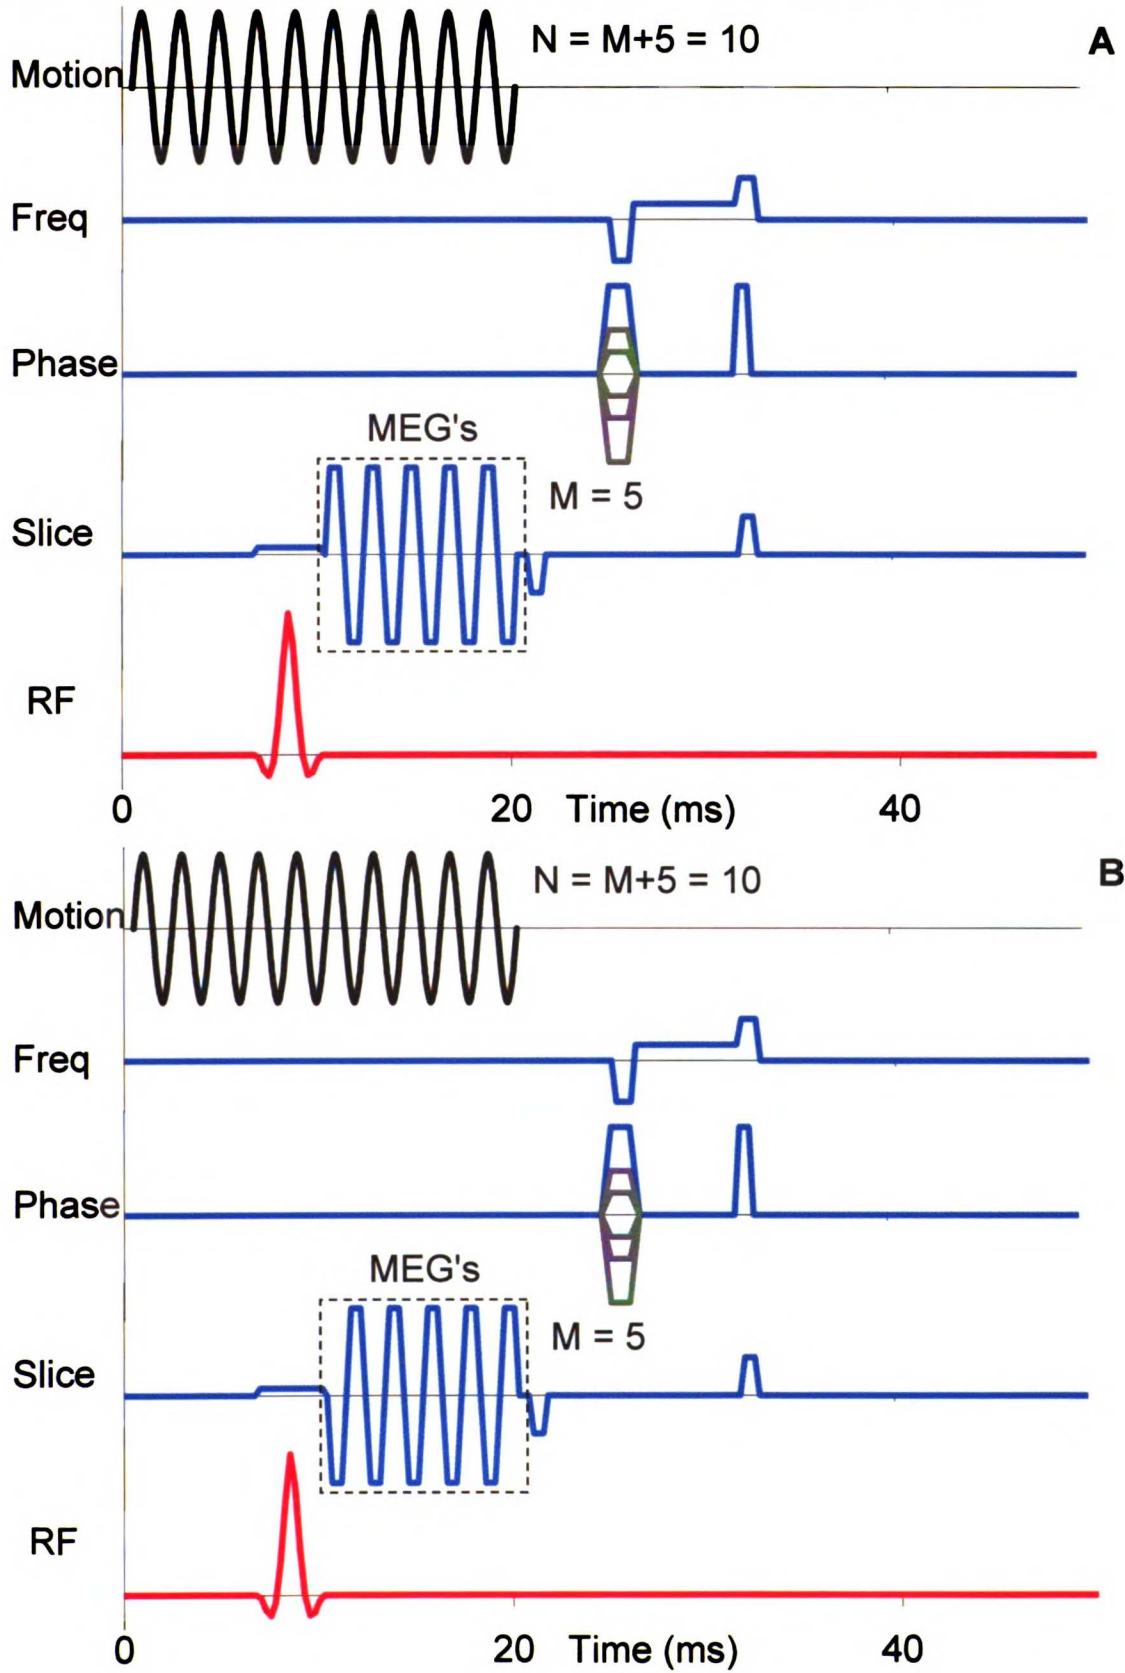 N = M+5 = 10
A
Motion
Freq
Phase
MEG's
M = 5
Slice
RF
0 20 Time (ms) 40
N = M+5 = 10
B
Motion
Freq
Phase
MEG's
M = 5
Slice
RF
0 20 Time (ms) 40